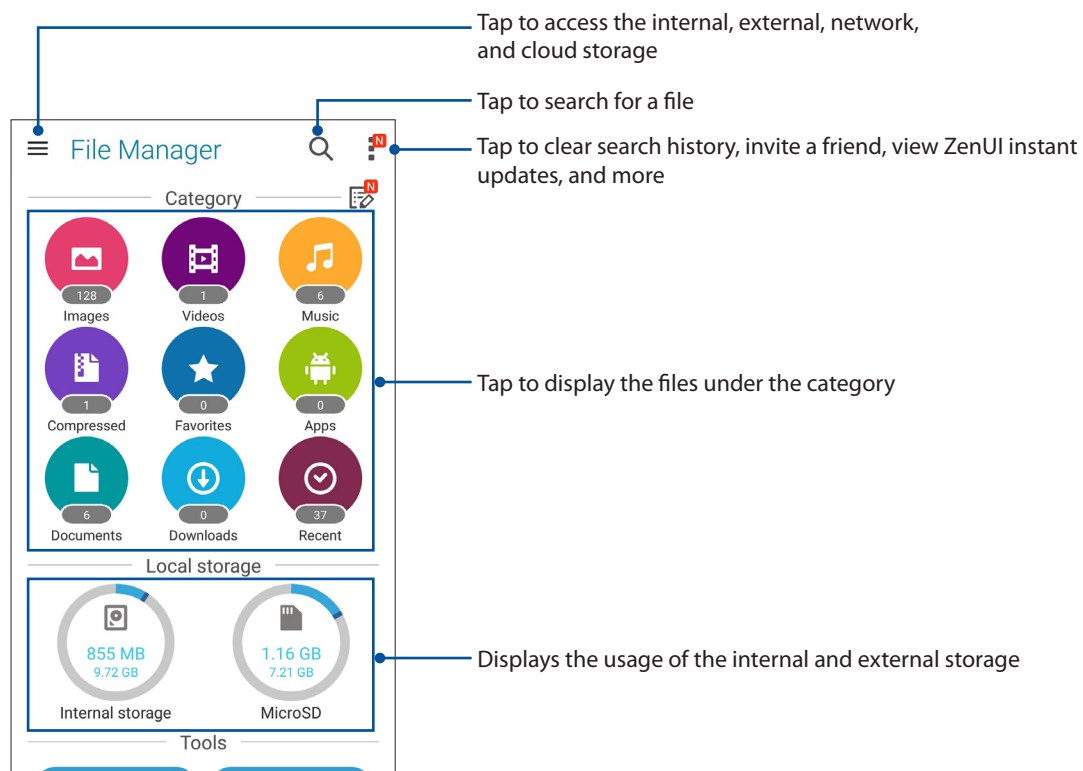 Tap to access the internal, external, network,
and cloud storage
Tap to search for a file
File Manager
N
Tap to clear search history, invite a friend, view ZenUI instant
updates, and more
Category
N
128
1
6
Images
Videos
Music
1
0
0
Compressed
Favorites
Apps
Tap to display the files under the category
6
0
37
Documents
Downloads
Recent
Local storage
855 MB
9.72 GB
1.16 GB
7.21 GB
Displays the usage of the internal and external storage
Internal storage
MicroSD
Tools